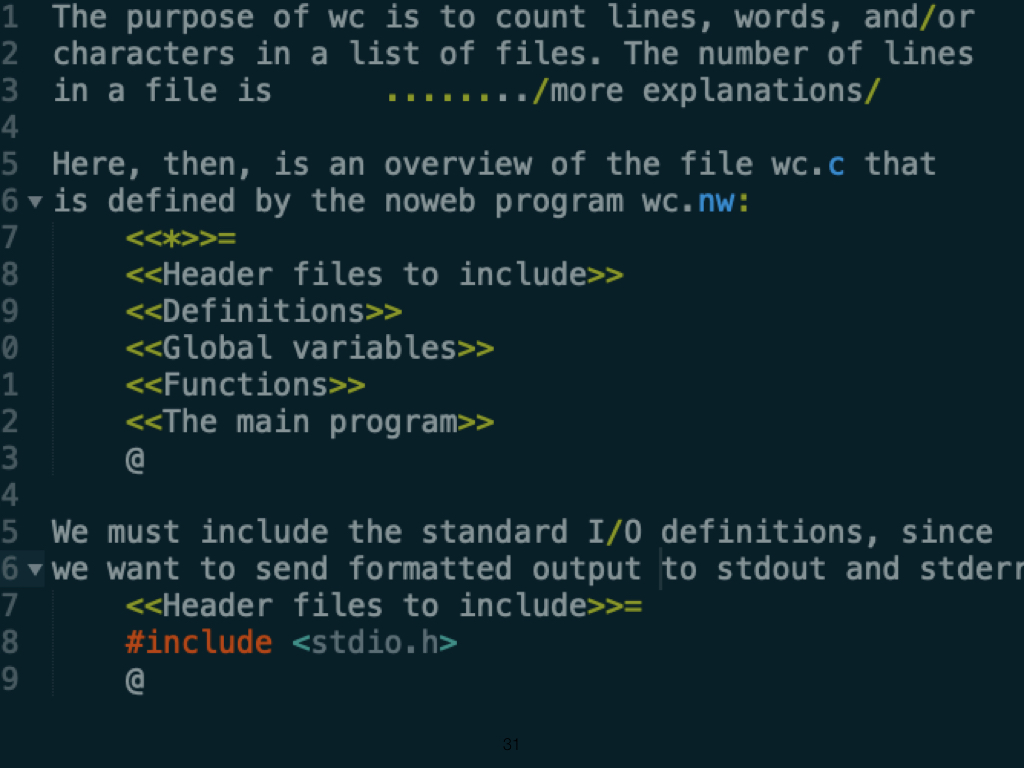 1 The purpose of wc is to count lines, words, and/or
2 characters in a list of files. The number of lines
3 in a file is ......../more explanations/
4
5 Here, then, is an overview of the file wc.c that
6 is defined by the noweb program wc.nw:
7 <<*>>=
8 <<Header files to include>>
9 <<Definitions>>
0 <<Global variables>>
1 <<Functions>>
2 <<The main program>>
3 @
4
5 We must include the standard I/O definitions, since
6 we want to send formatted output to stdout and stderr
7 <<Header files to include>>=
8 #include <stdio.h>
9 @
31